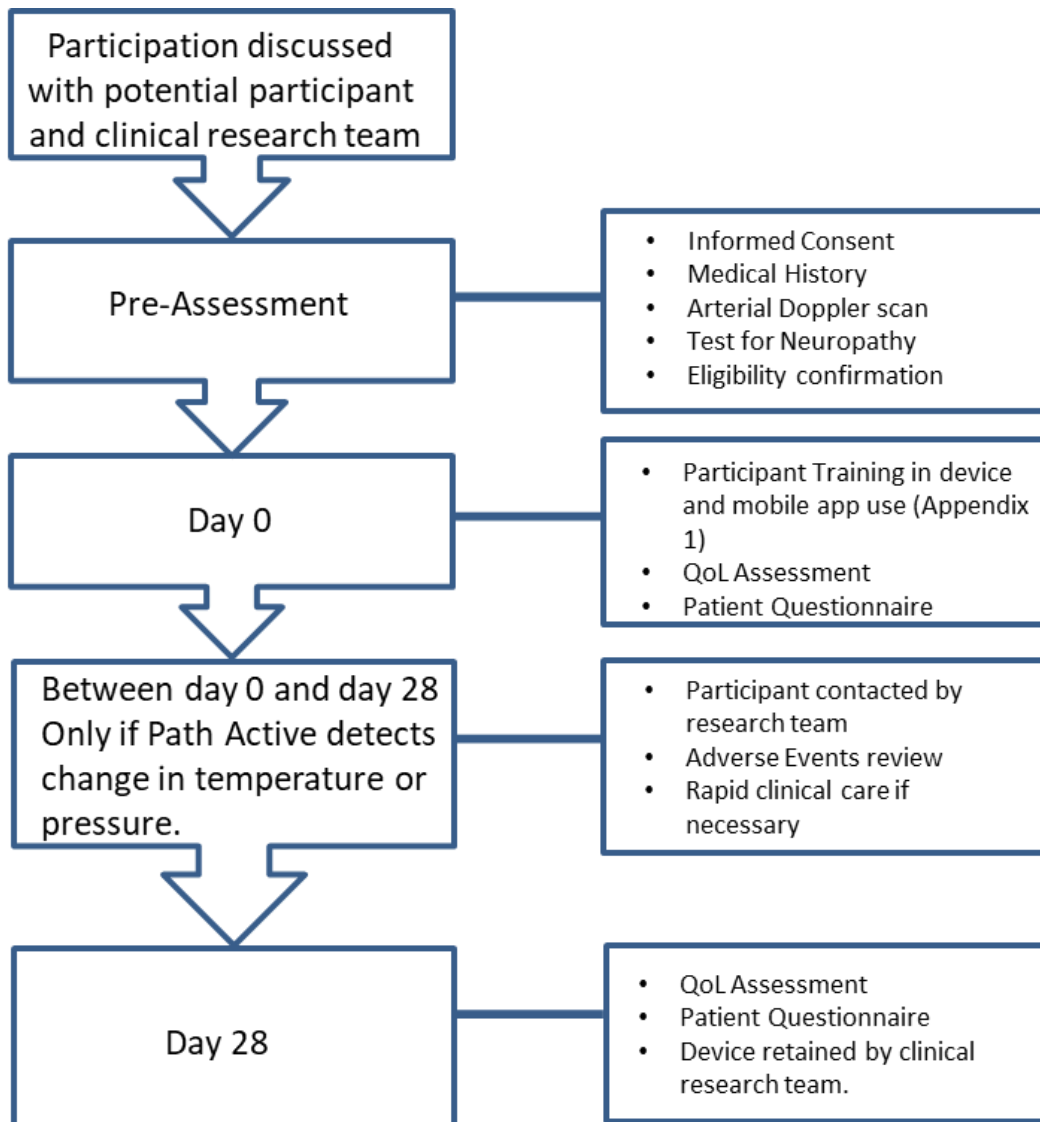 Participation discussed
with potential participant
and clinical research team
Pre-Assessment
• Informed Consent
• Medical History
• Arterial Doppler scan
• Test for Neuropathy
• Eligibility confirmation
Day 0
• Participant Training in device
and mobile app use (Appendix
1)
• QoL Assessment
• Patient Questionnaire
Between day 0 and day 28
Only if Path Active detects
change in temperature or
pressure.
• Participant contacted by
research team
• Adverse Events review
• Rapid clinical care if
necessary
Day 28
• QoL Assessment
• Patient Questionnaire
• Device retained by clinical
research team.